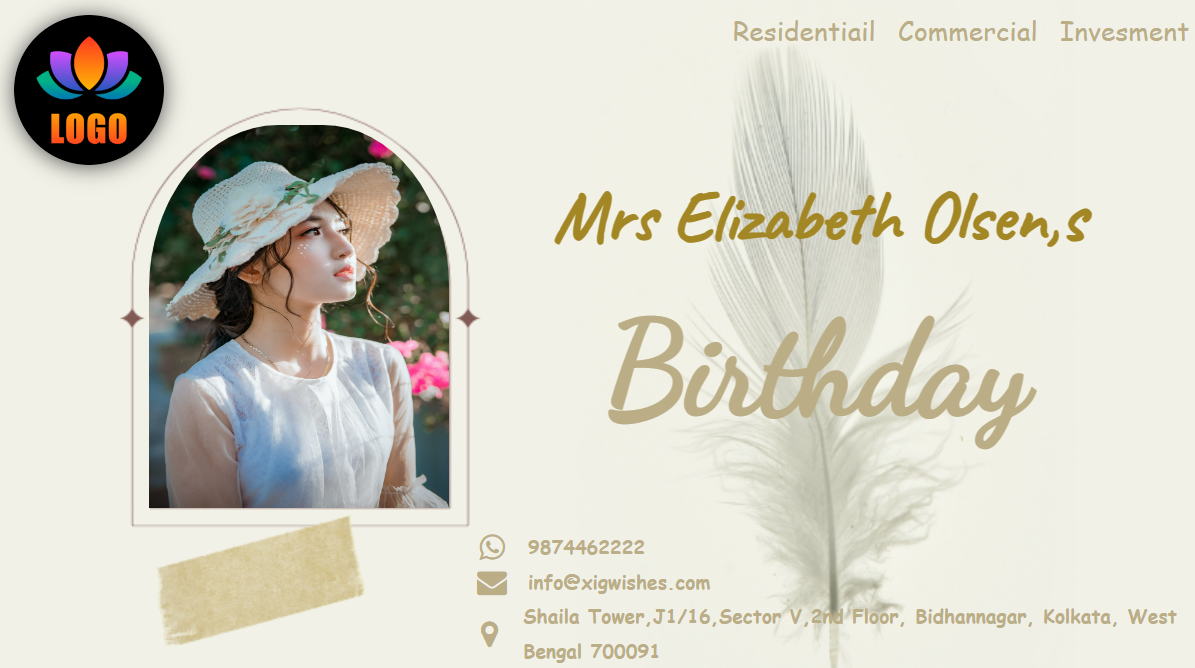 Residentiail Commercial Invesment
LOGO
Mrs Elizabeth Olsen,s
Birthday
9874462222
info@xigwishes.com
Shaila Tower,J1/16,Sector V,2nd Floor, Bidhannagar, Kolkata, West
Bengal 700091